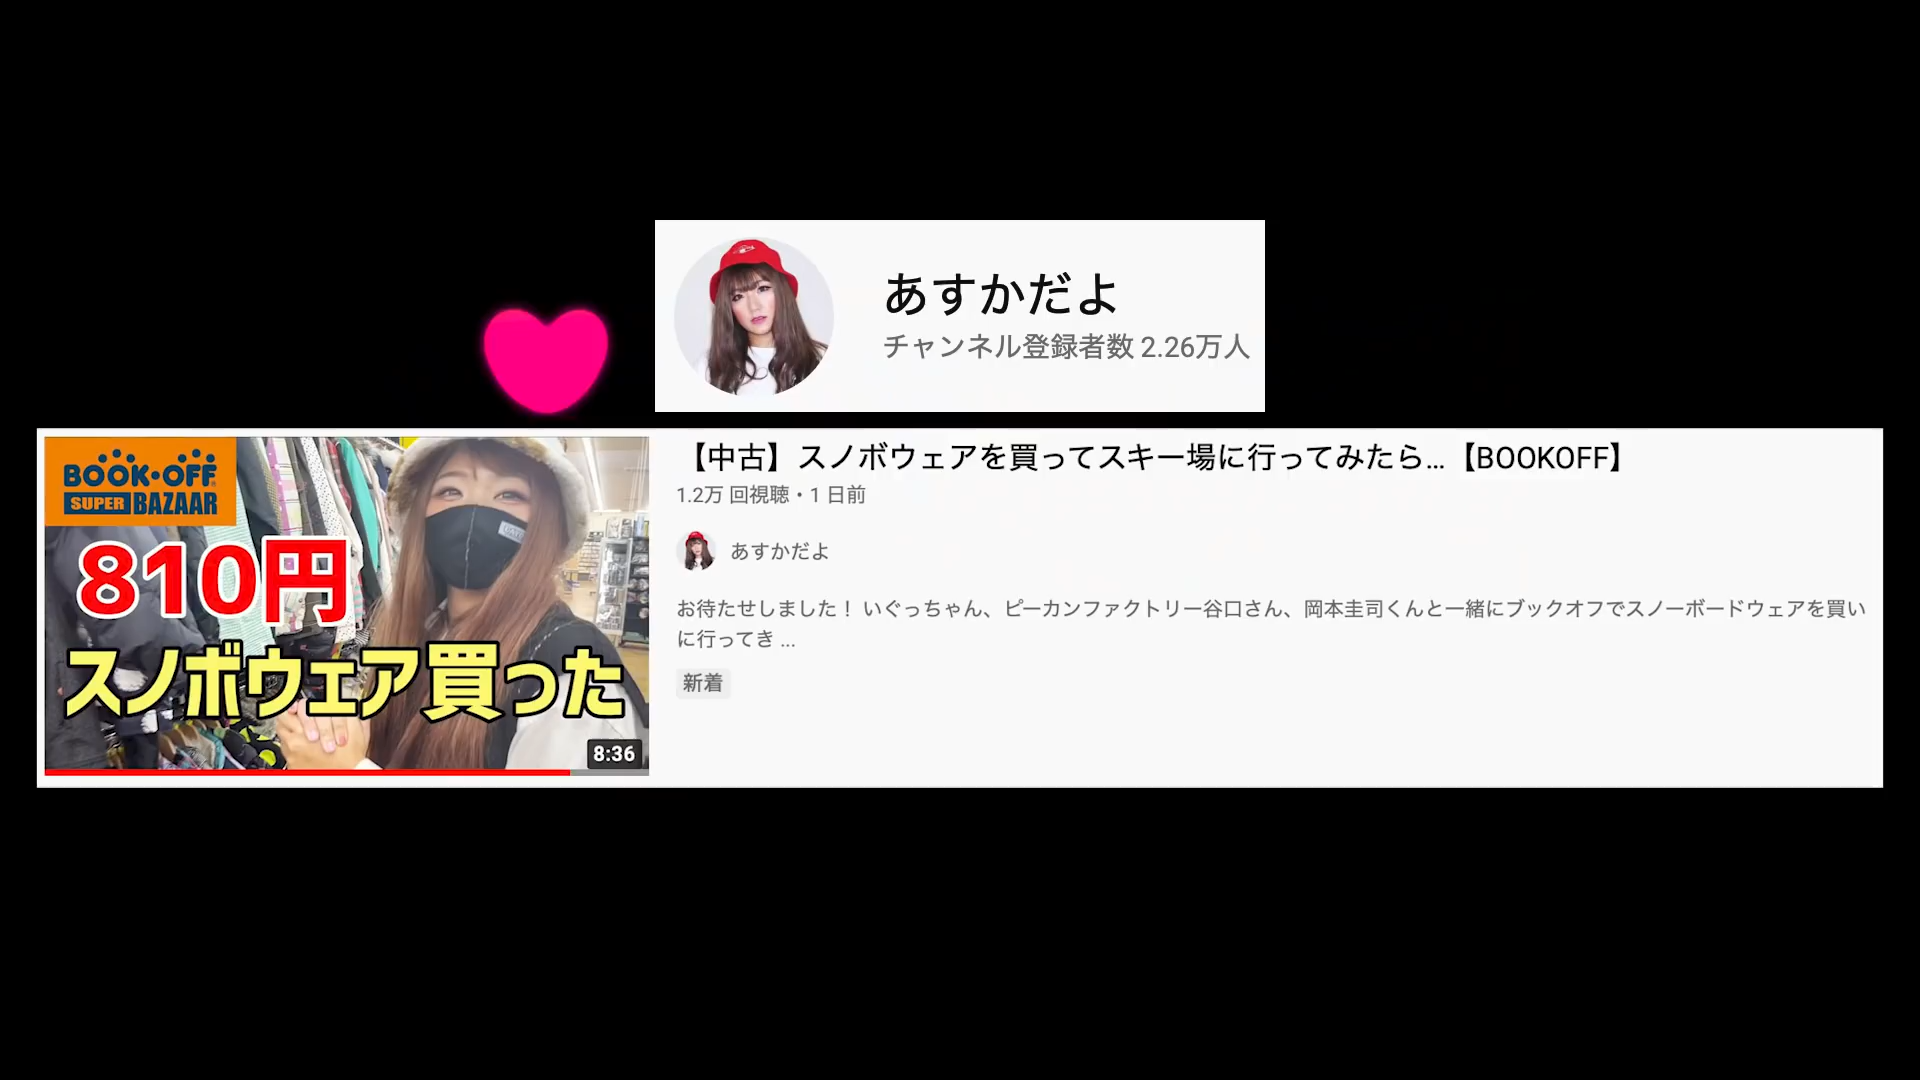 あすかだよ
チャンネル登録者数 2.26万人
BOOK・OFF
SUPER BAZAAR
810円
スノボウェア買った
8:36
【中古】スノボウェアを買ってスキー場に行ってみたら...【BOOKOFF】
1.2万 回視聴・1 日前
あすかだよ
お待たせしました！ いぐっちゃん、ピーカンファクトリー谷口さん、岡本圭司くんと一緒にブックオフでスノーボードウェアを買い
に行ってき ...
新着